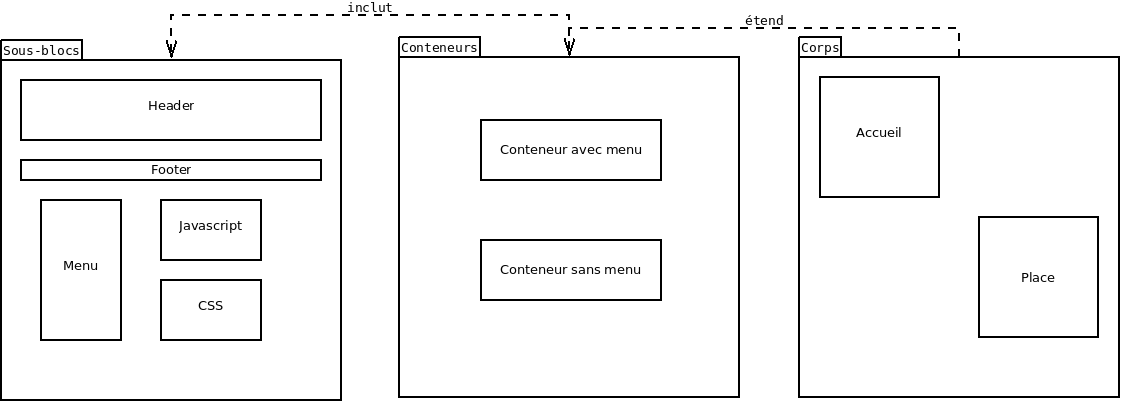 inclut
étend
Sous-blocs
Header
Footer
Menu
Javascript
CSS
Conteneurs
Conteneur avec menu
Conteneur sans menu
Corps
Accueil
Place